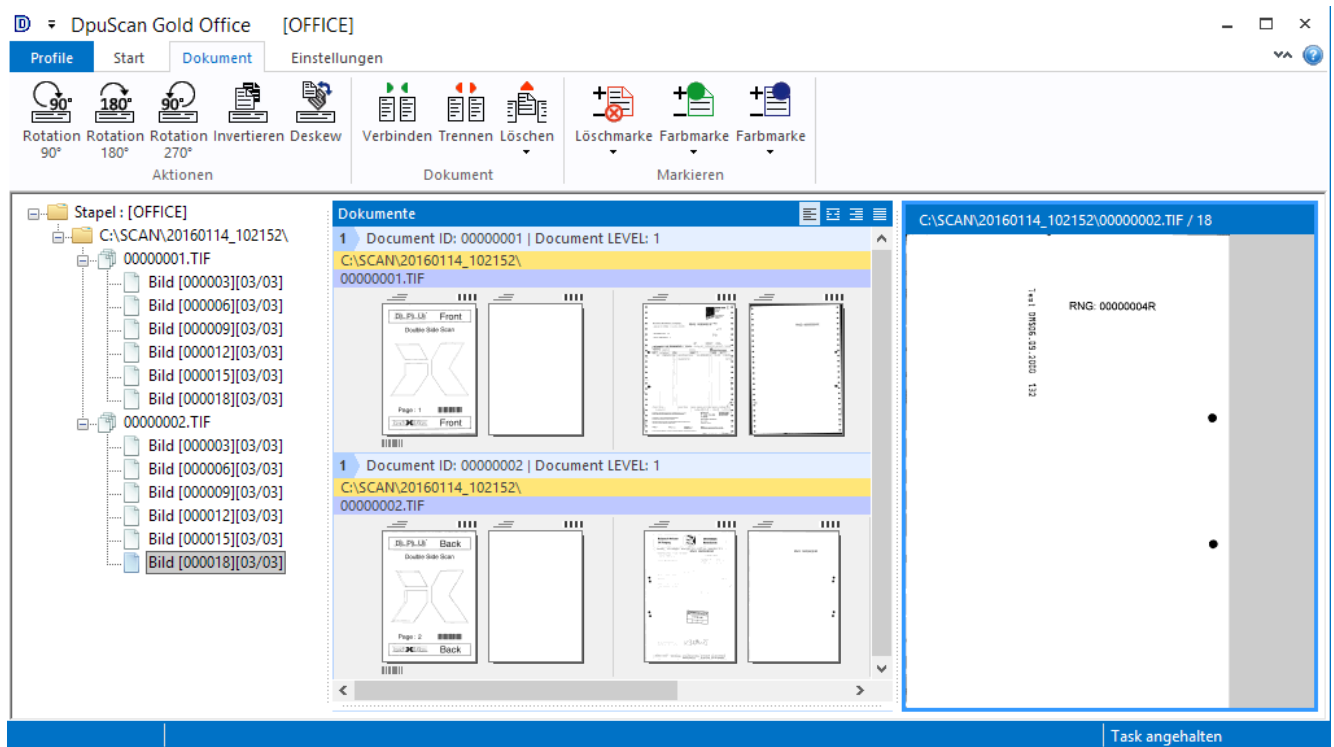 DpuScan Gold Office [OFFICE]
Profile Start Dokument Einstellungen
90° 180° 90°
Rotation 90° Rotation 180° Rotation 270° Invertieren Deskew
Aktionen
Verbinden Trennen Löschen
Dokument
Löschmarke Farbmarke Farbmarke
Markieren
Stapel : [OFFICE]
C:\SCAN\20160114_102152\
00000001.TIF
Bild [000003][03/03]
Bild [000006][03/03]
Bild [000009][03/03]
Bild [000012][03/03]
Bild [000015][03/03]
Bild [000018][03/03]
00000002.TIF
Bild [000003][03/03]
Bild [000006][03/03]
Bild [000009][03/03]
Bild [000012][03/03]
Bild [000015][03/03]
Bild [000018][03/03]
Dokumente
1 Document ID: 00000001 | Document LEVEL: 1
C:\SCAN\20160114_102152\
00000001.TIF
Front
Double Side Scan
Page: 1
Front
1 Document ID: 00000002 | Document LEVEL: 1
C:\SCAN\20160114_102152\
00000002.TIF
Back
Double Side Scan
Page: 2
Back
C:\SCAN\20160114_102152\00000002.TIF / 18
RNG: 00000004R
Task angehalten